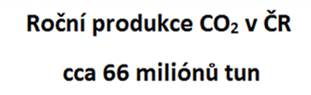 Roční produkce CO₂ v ČR
cca 66 miliónů tun